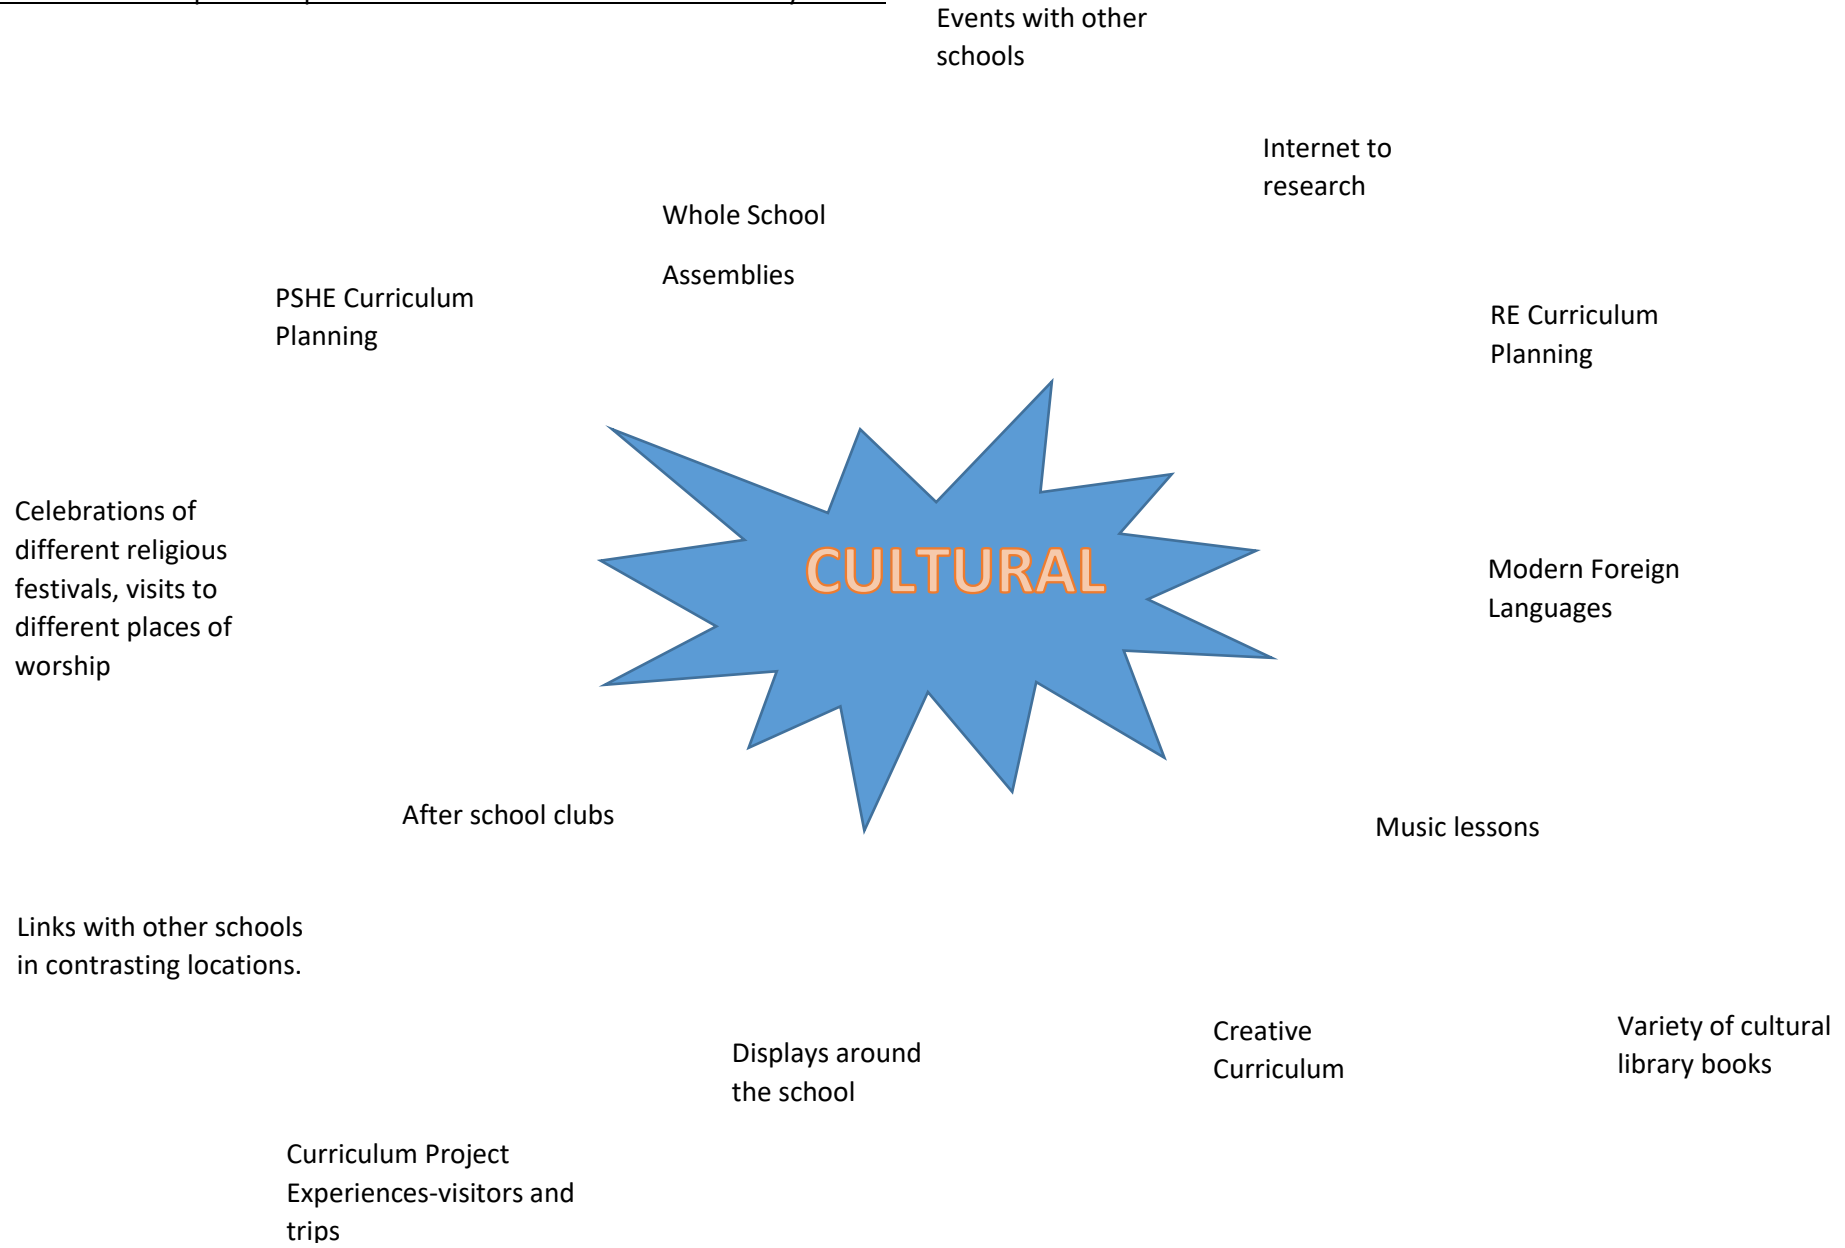 Events with other
schools
Internet to
research
Whole School
Assemblies
PSHE Curriculum
Planning
RE Curriculum
Planning
Celebrations of
different religious
festivals, visits to
different places of
worship
CULTURAL
Modern Foreign
Languages
After school clubs
Music lessons
Links with other schools
in contrasting locations.
Displays around
the school
Creative
Curriculum
Variety of cultural
library books
Curriculum Project
Experiences-visitors and
trips